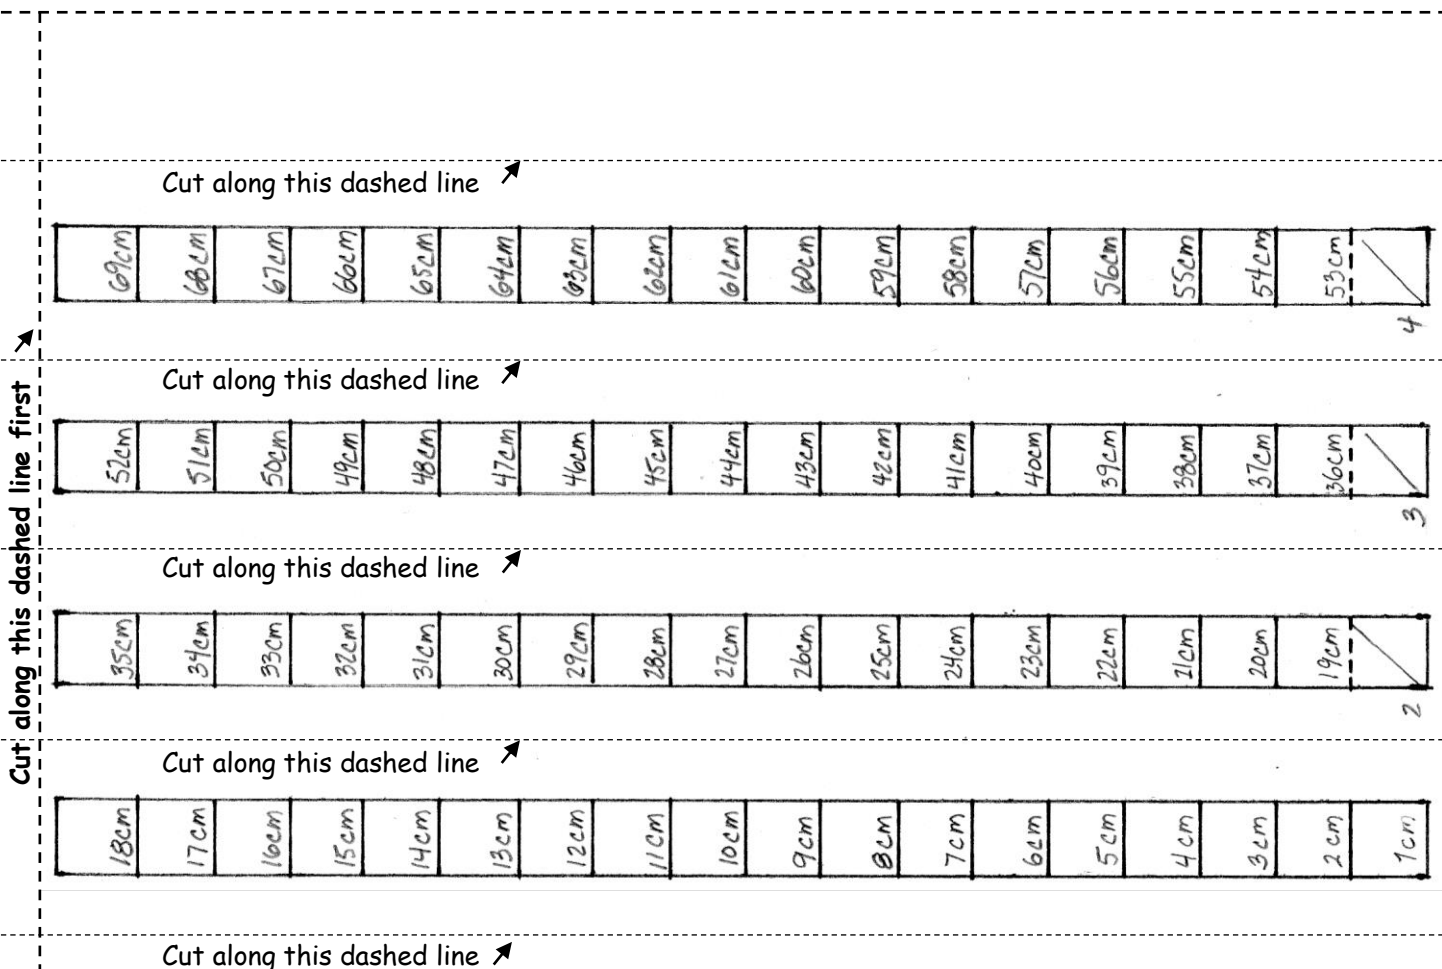 Cut along this dashed line
69cm 68cm 67cm 66cm 65cm 64cm 63cm 62cm 61cm 60cm 59cm 58cm 57cm 56cm 55cm 54cm 53cm
4
Cut along this dashed line
52cm 51cm 50cm 49cm 48cm 47cm 46cm 45cm 44cm 43cm 42cm 41cm 40cm 39cm 38cm 37cm 36cm
3
Cut along this dashed line
35cm 34cm 33cm 32cm 31cm 30cm 29cm 28cm 27cm 26cm 25cm 24cm 23cm 22cm 21cm 20cm 19cm
2
Cut along this dashed line
18cm 17cm 16cm 15cm 14cm 13cm 12cm 11cm 10cm 9cm 8cm 7cm 6cm 5cm 4cm 3cm 2cm 1cm
Cut along this dashed line
Cut along this dashed line first